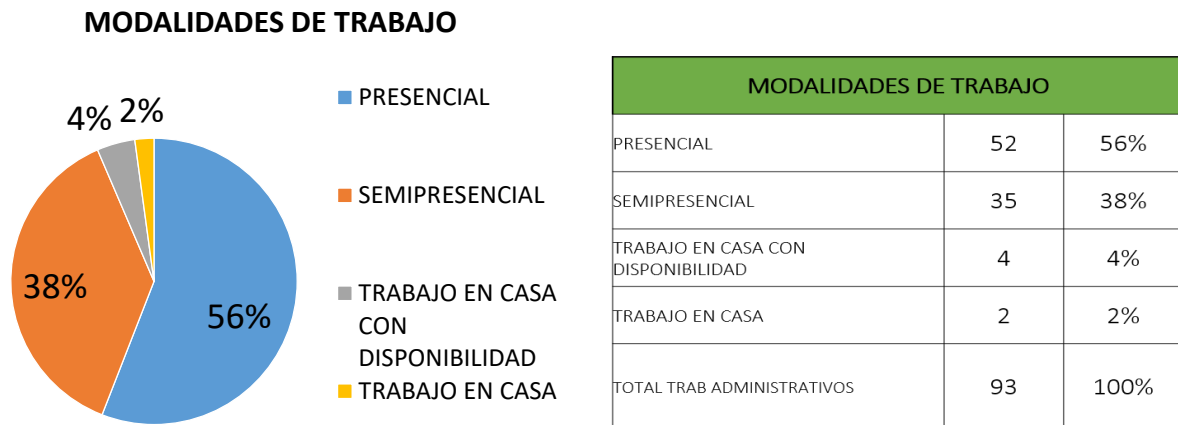 MODALIDADES DE TRABAJO
4%
2%
38%
56%
PRESENCIAL
SEMIPRESENCIAL
TRABAJO EN CASA
CON
DISPONIBILIDAD
TRABAJO EN CASA
MODALIDADES DE TRABAJO
PRESENCIAL 52 56%
SEMIPRESENCIAL 35 38%
TRABAJO EN CASA CON
DISPONIBILIDAD 4 4%
TRABAJO EN CASA 2 2%
TOTAL TRAB ADMINISTRATIVOS 93 100%